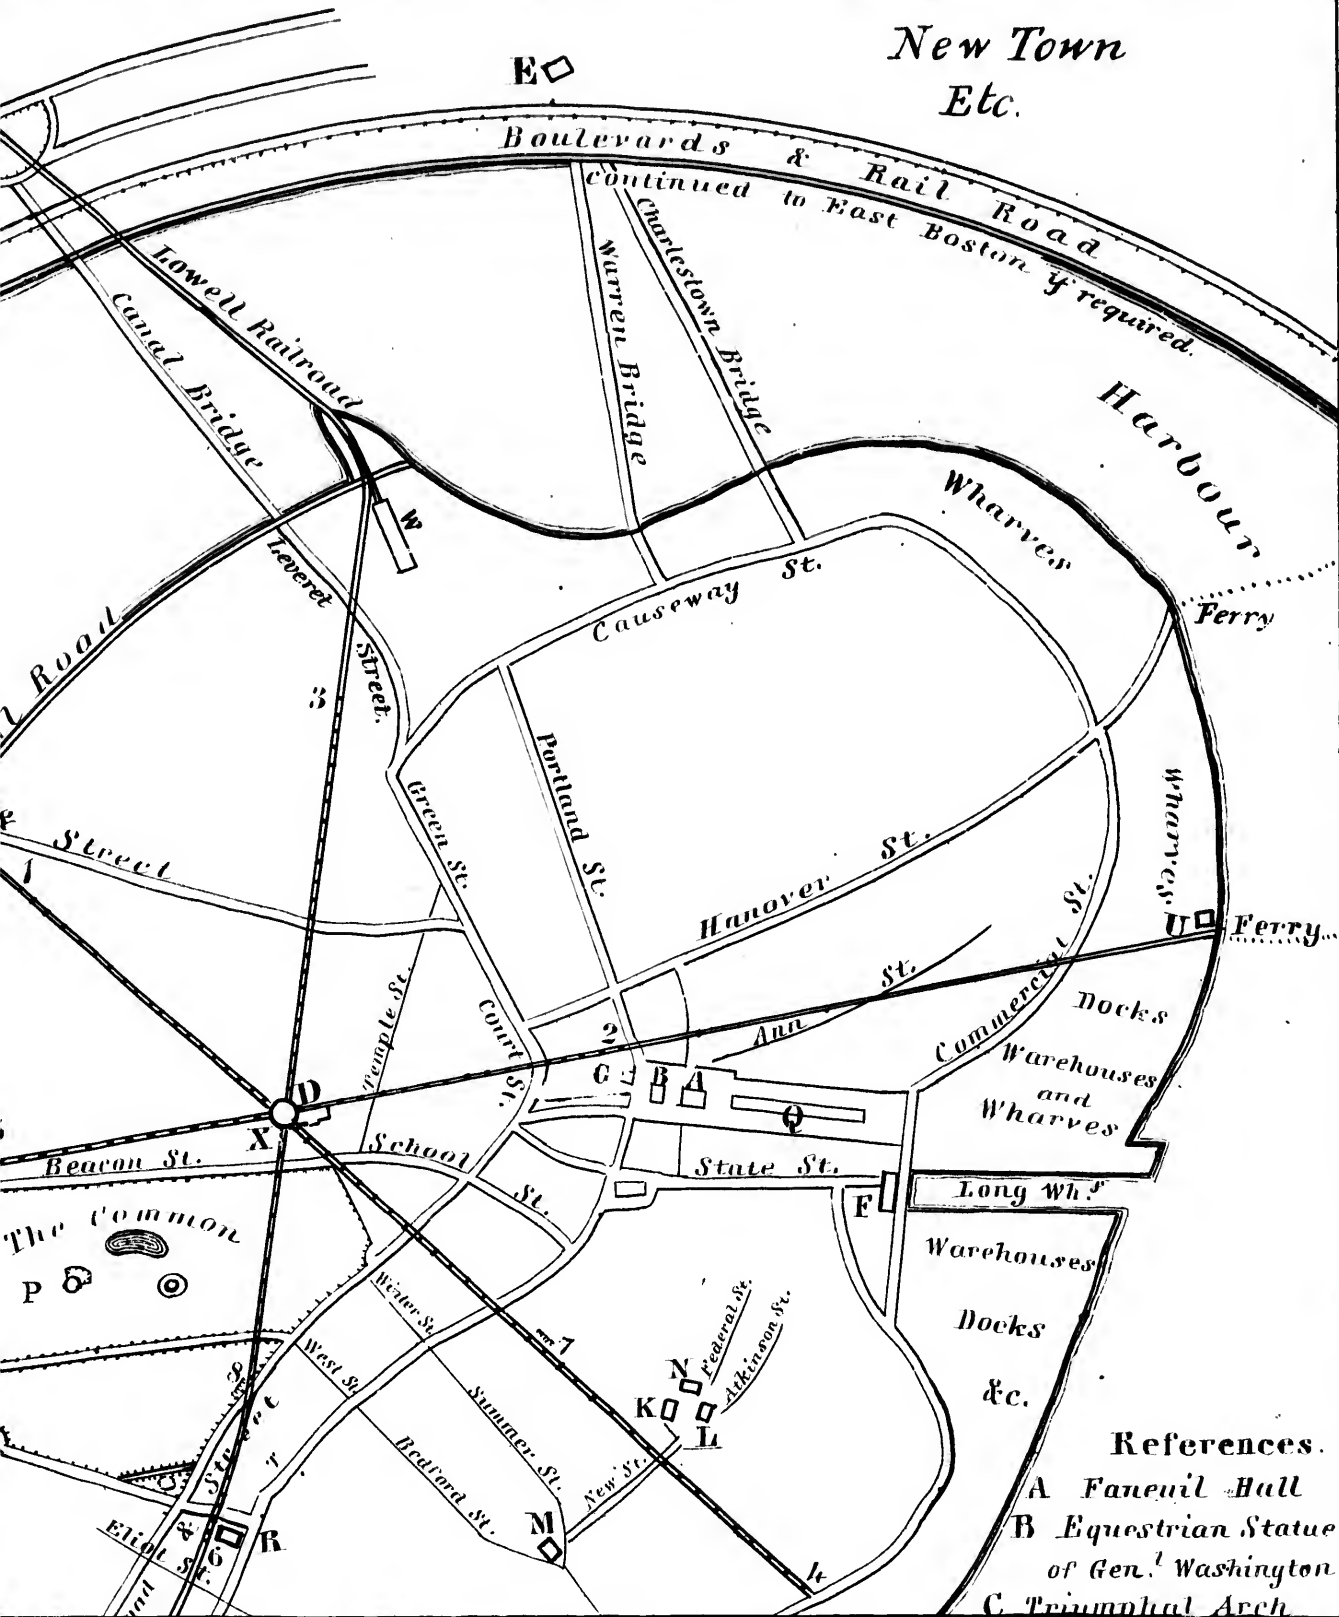 New Town
Etc.
E
Boulevards & Rail Road
continued to East Boston if required.
Lowell Railroad
Canal Bridge
Warren Bridge
Charlestown Bridge
Harbour
Wharves
W
Leveret
Street.
Causeway St.
Ferry
Road
3
Portland St.
Green St.
Wharves
Street
1
Hanover St.
Commercial St.
U
Ferry
Temple St.
Court St.
2
Ann St.
Docks
Warehouses
and
Wharves
G
B
A
Q
D
X
Beacon St.
School St.
State St.
F
Long Whf.
The Common
P
Warehouses
Docks
&c.
Winter St.
West St.
7
Federal St.
Atkinson St.
N
K
L
Summer St.
Bedford St.
New St.
M
Street
C
&
Eliot St.
6
R
4
References.
A Faneuil Hall
B Equestrian Statue
of Gen.l Washington
C Triumphal Arch